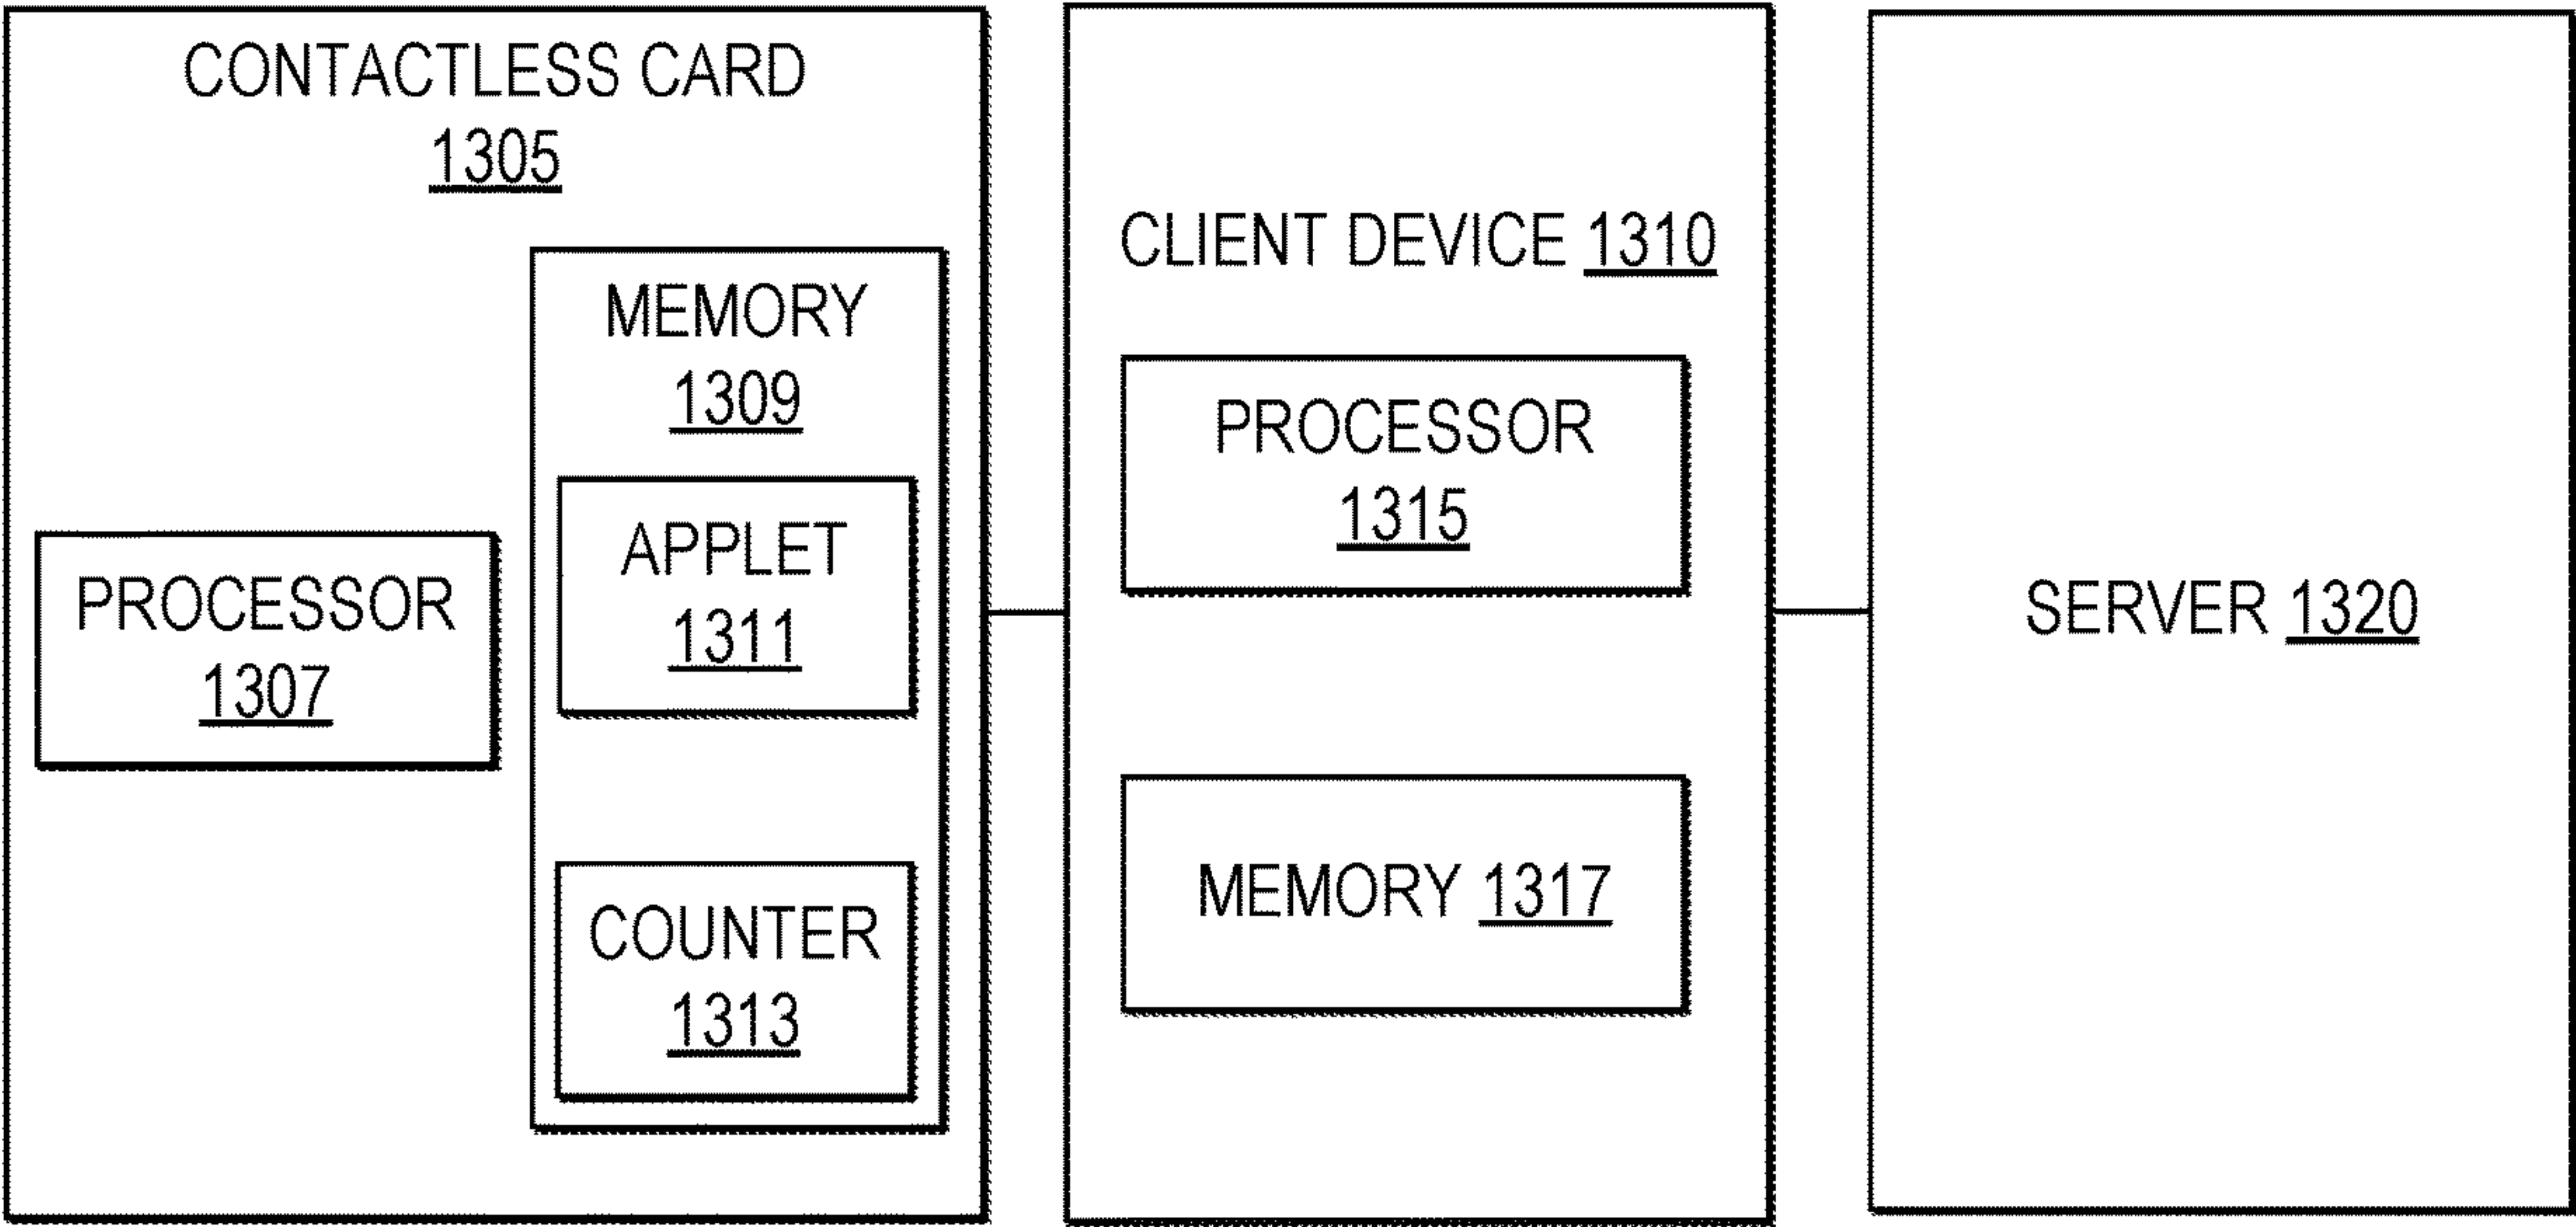 CONTACTLESS CARD
1305
PROCESSOR
1307
MEMORY
1309
APPLET
1311
COUNTER
1313
CLIENT DEVICE 1310
PROCESSOR
1315
MEMORY 1317
SERVER 1320